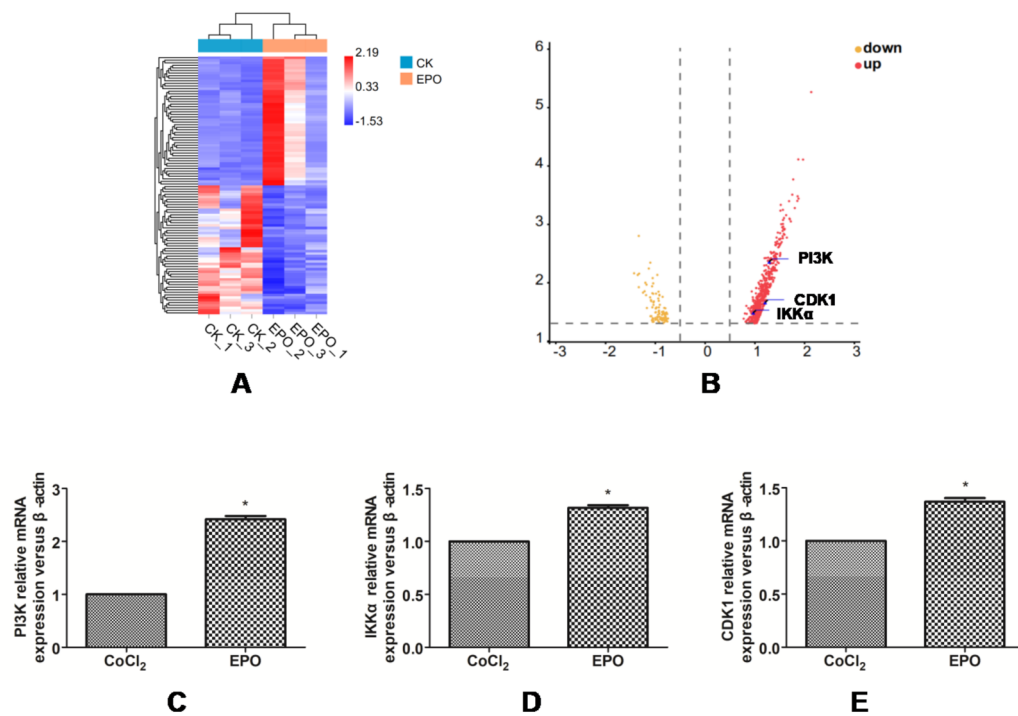 CK
EPO
2.19
0.33
-1.53
CK_1
CK_3
CK_2
EPO_2
EPO_3
EPO_1
A
down
up
6
5
4
3
2
1
-3
-2
-1
0
1
2
3
PI3K
CDK1
IKKα
B
PI3K relative mRNA
expression versus β-actin
3
2
1
0
*
CoCl₂
EPO
C
IKKα relative mRNA
expression versus β-actin
1.5
1.0
0.5
0.0
*
CoCl₂
EPO
D
CDK1 relative mRNA
expression versus β-actin
1.5
1.0
0.5
0.0
*
CoCl₂
EPO
E